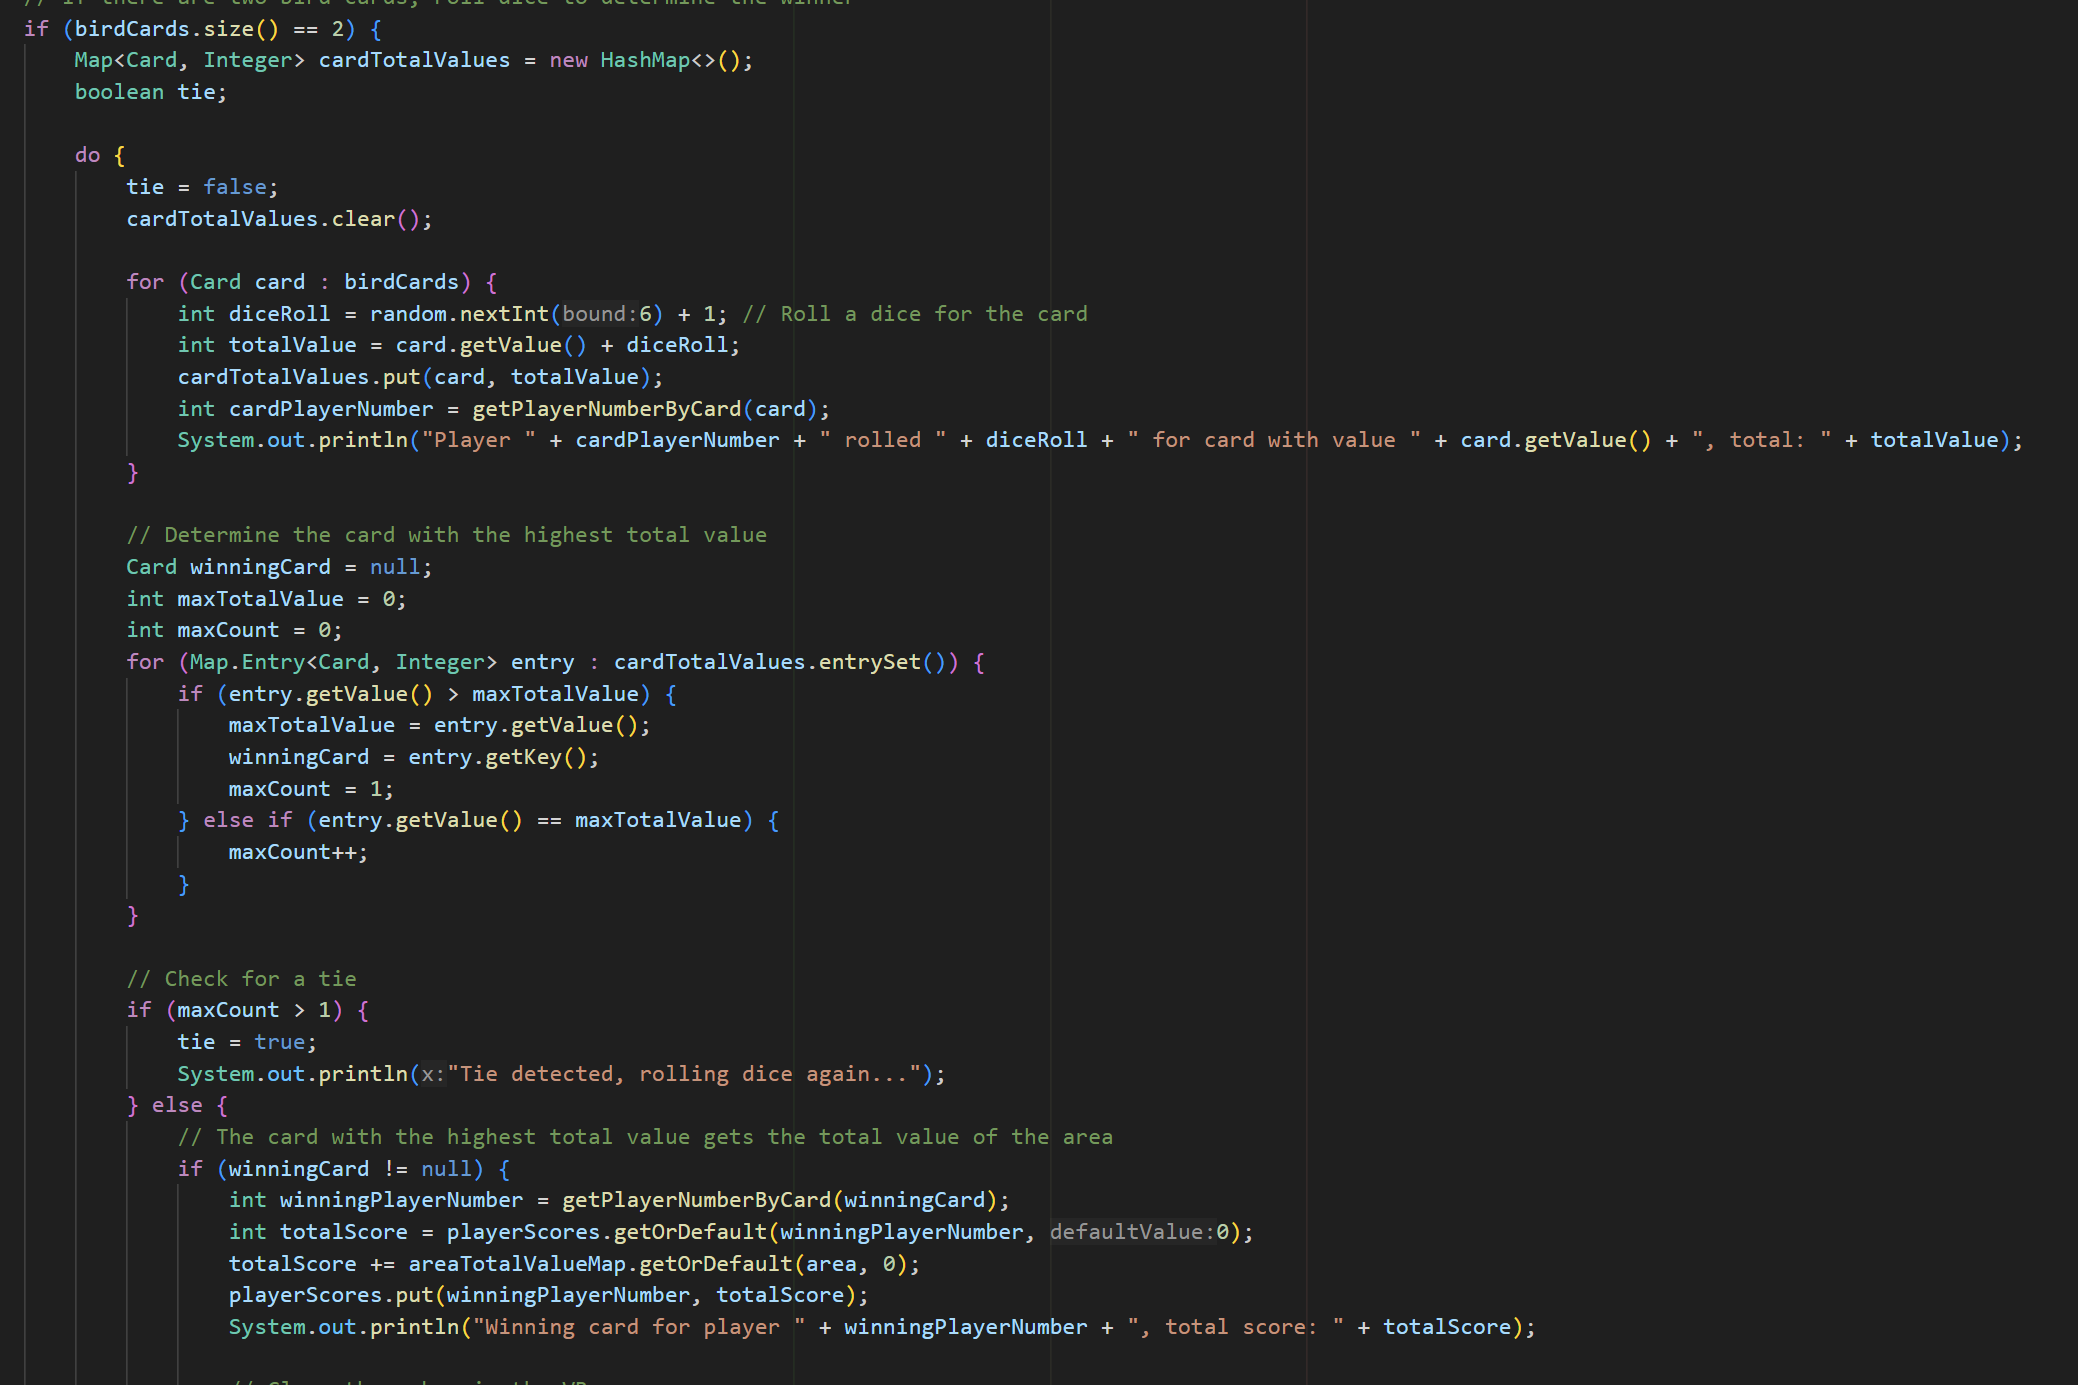 // If there are two bird cards, roll dice to determine the winner
if (birdCards.size() == 2) {
    Map<Card, Integer> cardTotalValues = new HashMap<>();
    boolean tie;

    do {
        tie = false;
        cardTotalValues.clear();

        for (Card card : birdCards) {
            int diceRoll = random.nextInt(bound:6) + 1; // Roll a dice for the card
            int totalValue = card.getValue() + diceRoll;
            cardTotalValues.put(card, totalValue);
            int cardPlayerNumber = getPlayerNumberByCard(card);
            System.out.println("Player " + cardPlayerNumber + " rolled " + diceRoll + " for card with value " + card.getValue() + ", total: " + totalValue);
        }

        // Determine the card with the highest total value
        Card winningCard = null;
        int maxTotalValue = 0;
        int maxCount = 0;
        for (Map.Entry<Card, Integer> entry : cardTotalValues.entrySet()) {
            if (entry.getValue() > maxTotalValue) {
                maxTotalValue = entry.getValue();
                winningCard = entry.getKey();
                maxCount = 1;
            } else if (entry.getValue() == maxTotalValue) {
                maxCount++;
            }
        }

        // Check for a tie
        if (maxCount > 1) {
            tie = true;
            System.out.println(x:"Tie detected, rolling dice again...");
        } else {
            // The card with the highest total value gets the total value of the area
            if (winningCard != null) {
                int winningPlayerNumber = getPlayerNumberByCard(winningCard);
                int totalScore = playerScores.getOrDefault(winningPlayerNumber, defaultValue:0);
                totalScore += areaTotalValueMap.getOrDefault(area, 0);
                playerScores.put(winningPlayerNumber, totalScore);
                System.out.println("Winning card for player " + winningPlayerNumber + ", total score: " + totalScore);